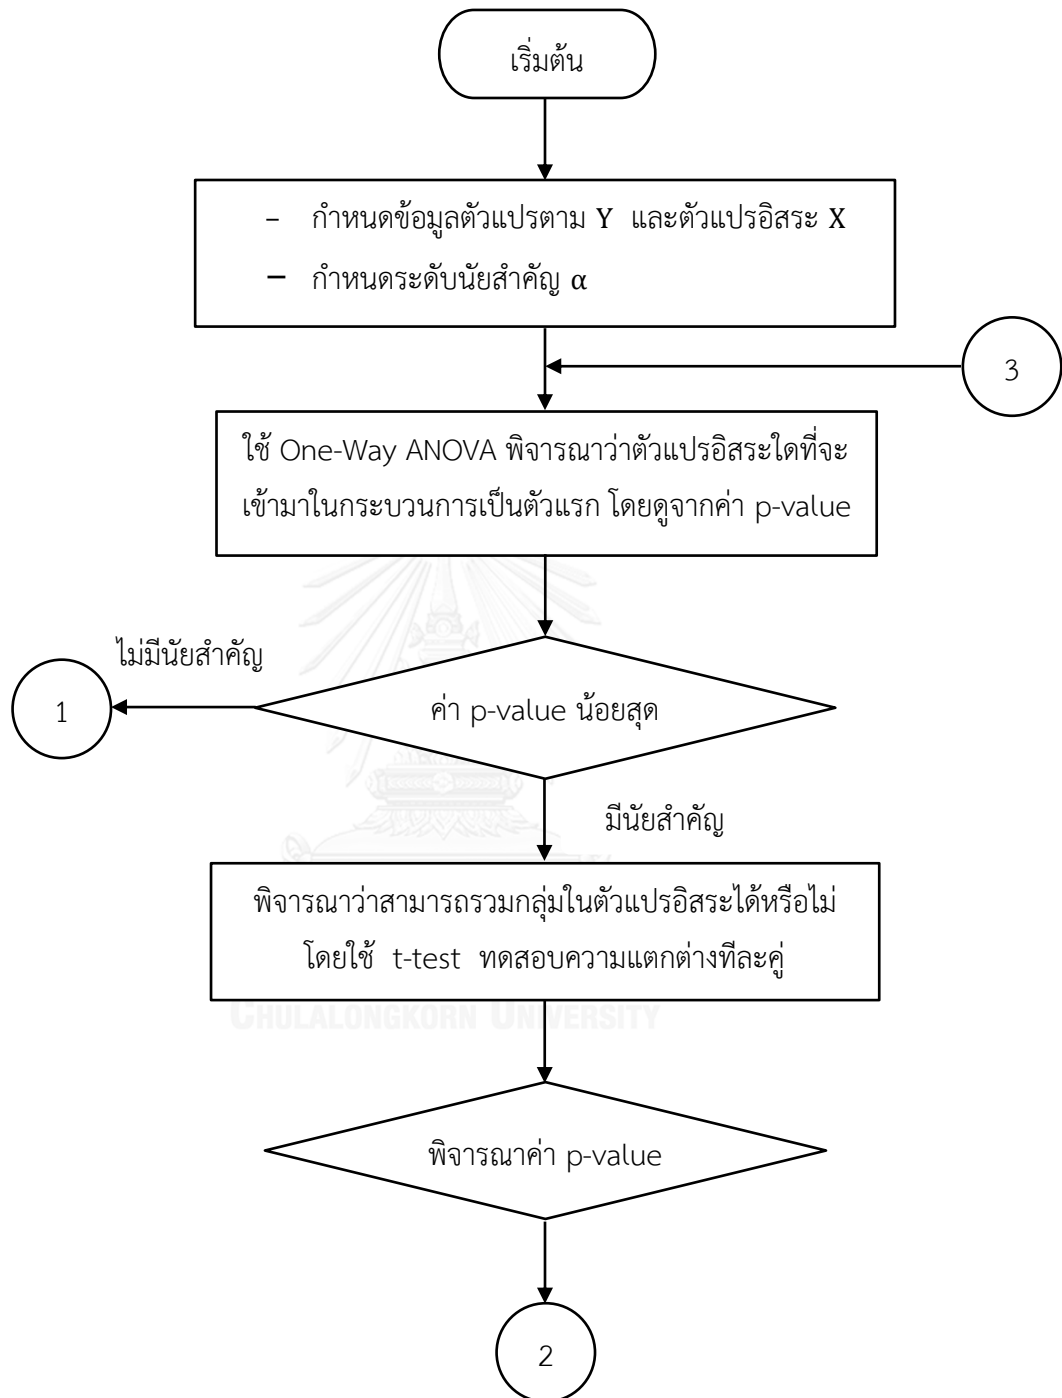 เริ่มต้น
- กำหนดข้อมูลตัวแปรตาม Y และตัวแปรอิสระ X
- กำหนดระดับนัยสำคัญ α
3
ใช้ One-Way ANOVA พิจารณาว่าตัวแปรอิสระใดที่จะ
เข้ามาในกระบวนการเป็นตัวแรก โดยดูจากค่า p-value
ไม่มีนัยสำคัญ
1
ค่า p-value น้อยสุด
มีนัยสำคัญ
พิจารณาว่าสามารถรวมกลุ่มในตัวแปรอิสระได้หรือไม่
โดยใช้ t-test ทดสอบความแตกต่างทีละคู่
CHULALONGKORN UNIVERSITY
พิจารณาค่า p-value
2